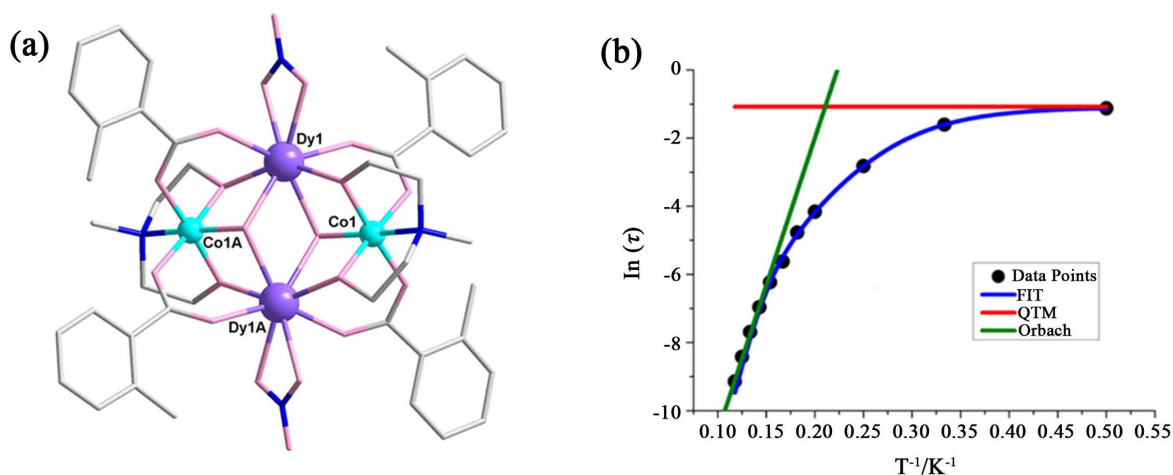 (a)
Dy1
Co1A
Co1
Dy1A
(b)
0
-2
-4
-6
-8
-10
In (τ)
Data Points
FIT
QTM
Orbach
0.10 0.15 0.20 0.25 0.30 0.35 0.40 0.45 0.50 0.55
T⁻¹/K⁻¹